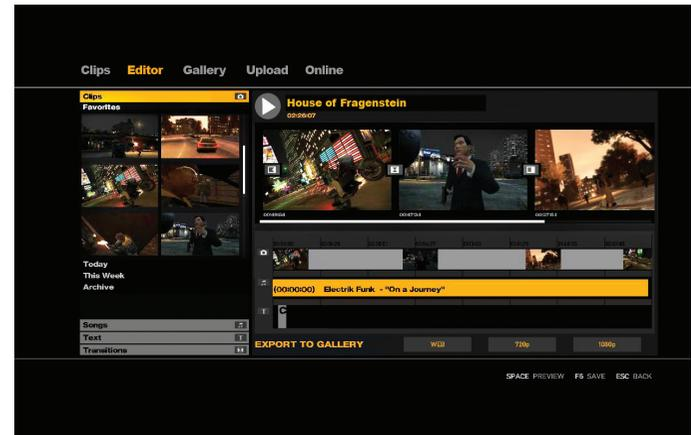 Clips Editor Gallery Upload Online
Clips
Favorites
Today
This Week
Archive
Songs
Text T
Transitions
House of Fragenstein
02:26:07
(00:00:00) Electrik Funk - "On a Journey"
T C
EXPORT TO GALLERY WEB 720p 1080p
SPACE PREVIEW F5 SAVE ESC BACK